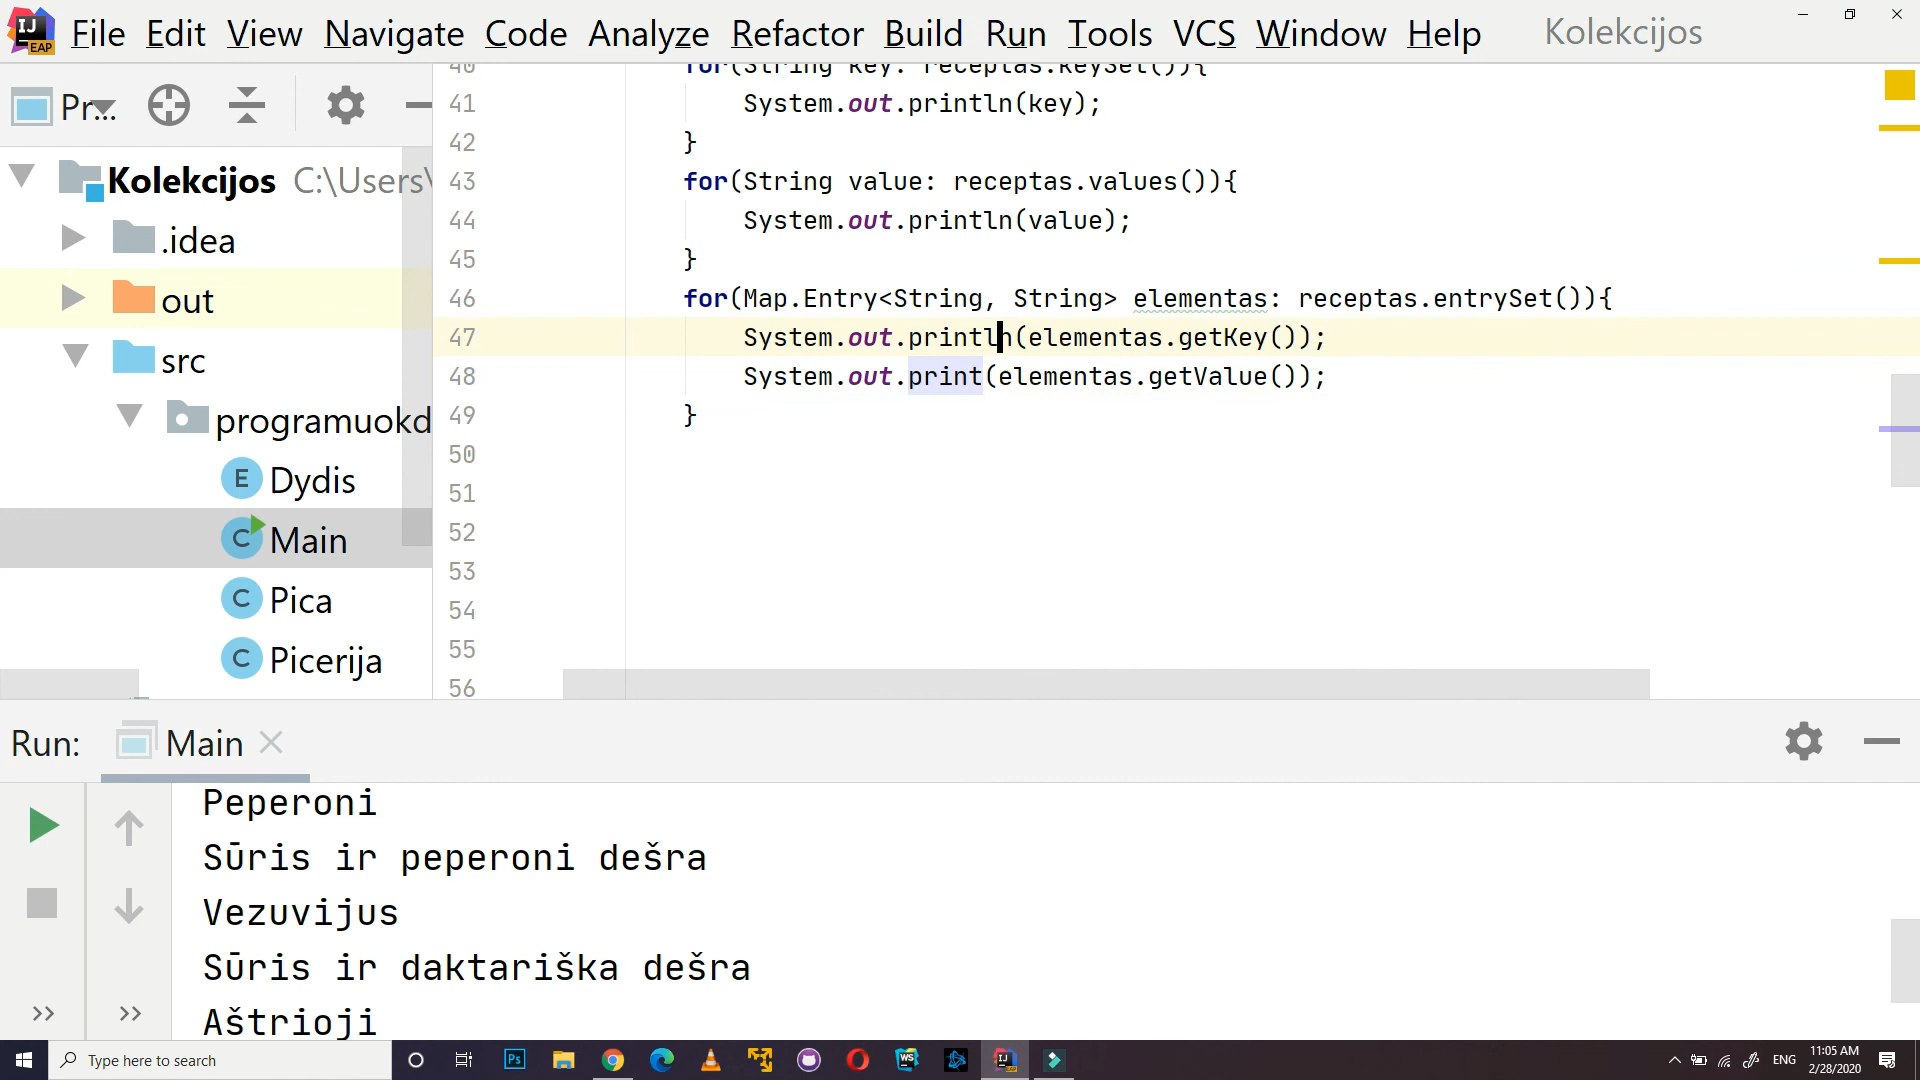 IJ
EAP
File Edit View Navigate Code Analyze Refactor Build Run Tools VCS Window Help Kolekcijos
Pr...
Kolekcijos C:\Users\
.idea
out
src
programuokd
E Dydis
C Main
C Pica
C Picerija
40 for(String key: receptas.keySet()){
41 System.out.println(key);
42 }
43 for(String value: receptas.values()){
44 System.out.println(value);
45 }
46 for(Map.Entry<String, String> elementas: receptas.entrySet()){
47 System.out.println(elementas.getKey());
48 System.out.print(elementas.getValue());
49 }
50
51
52
53
54
55
56
Run: Main
Peperoni
Sūris ir peperoni dešra
Vezuvijus
Sūris ir daktariška dešra
Aštrioji
Type here to search
Ps
WS
IJ
ENG
11:05 AM
2/28/2020